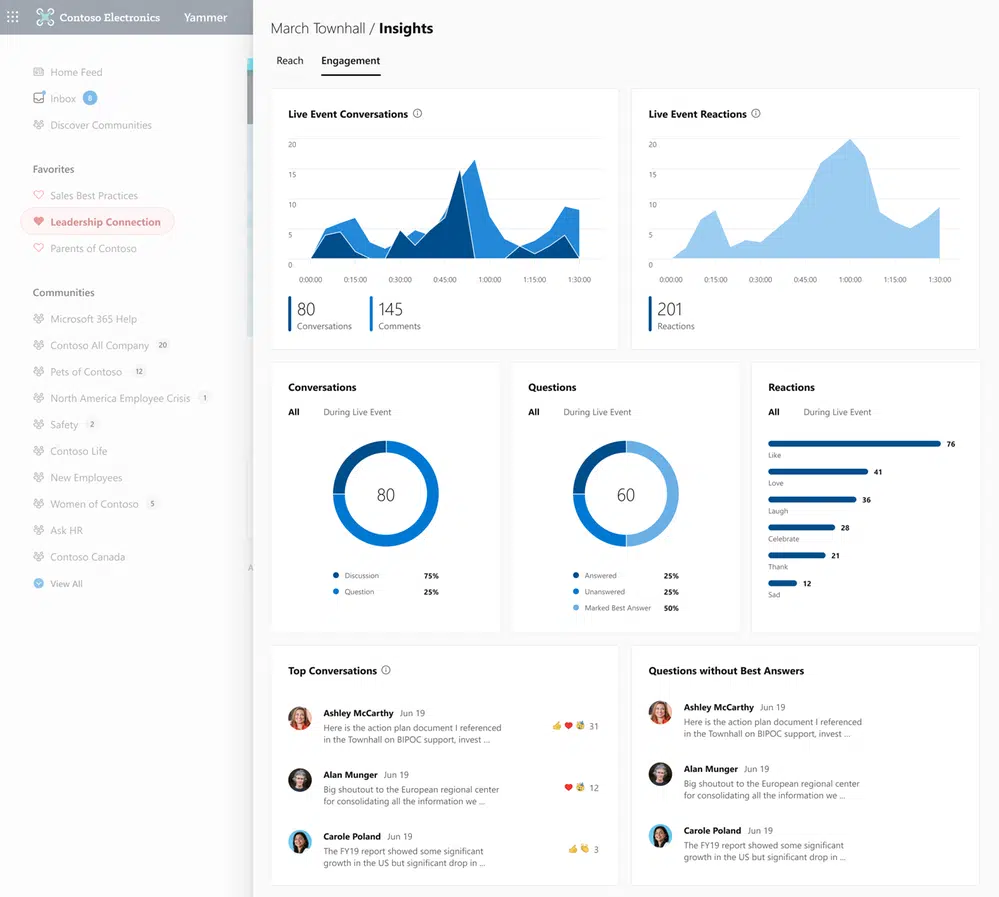 Contoso Electronics
Yammer
Home Feed
Inbox 8
Discover Communities
Favorites
Sales Best Practices
Leadership Connection
Parents of Contoso
Communities
Microsoft 365 Help
Contoso All Company 20
Pets of Contoso 12
North America Employee Crisis 1
Safety 2
Contoso Life
New Employees
Women of Contoso 5
Ask HR
Contoso Canada
View All
A
March Townhall / Insights
Reach Engagement
Live Event Conversations
20
15
10
5
0
0:00:00 0:15:00 0:30:00 0:45:00 1:00:00 1:15:00 1:30:00
80 145
Conversations Comments
Live Event Reactions
20
15
10
5
0
0:00:00 0:15:00 0:30:00 0:45:00 1:00:00 1:15:00 1:30:00
201
Reactions
Conversations
All During Live Event
80
Discussion 75%
Question 25%
Questions
All During Live Event
60
Answered 25%
Unanswered 25%
Marked Best Answer 50%
Reactions
All During Live Event
76
Like
41
Love
36
Laugh
28
Celebrate
21
Thank
12
Sad
Top Conversations
Ashley McCarthy Jun 19
Here is the action plan document I referenced
in the Townhall on BIPOC support, invest ...
31
Alan Munger Jun 19
Big shoutout to the European regional center
for consolidating all the information we ...
12
Carole Poland Jun 19
The FY19 report showed some significant
growth in the US but significant drop in ...
3
Questions without Best Answers
Ashley McCarthy Jun 19
Here is the action plan document I referenced
in the Townhall on BIPOC support, invest ...
Alan Munger Jun 19
Big shoutout to the European regional center
for consolidating all the information we ...
Carole Poland Jun 19
The FY19 report showed some significant
growth in the US but significant drop in ...